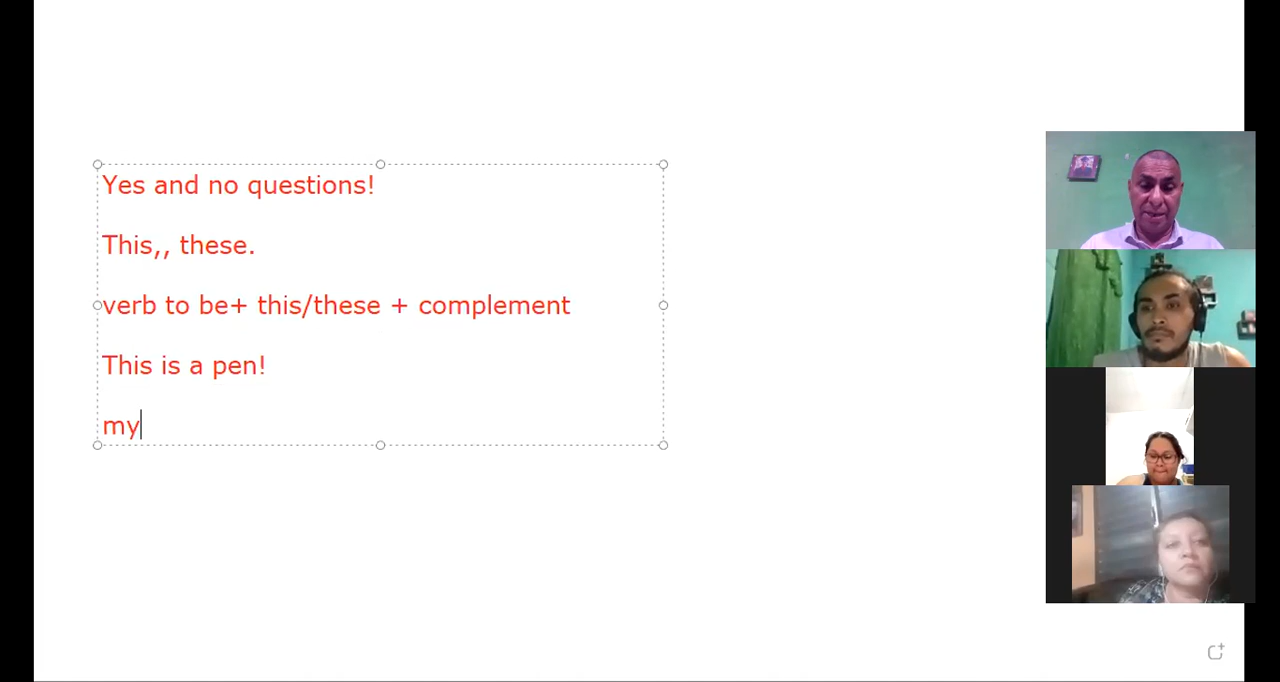 Yes and no questions!
This,, these.
verb to be+ this/these + complement
This is a pen!
my